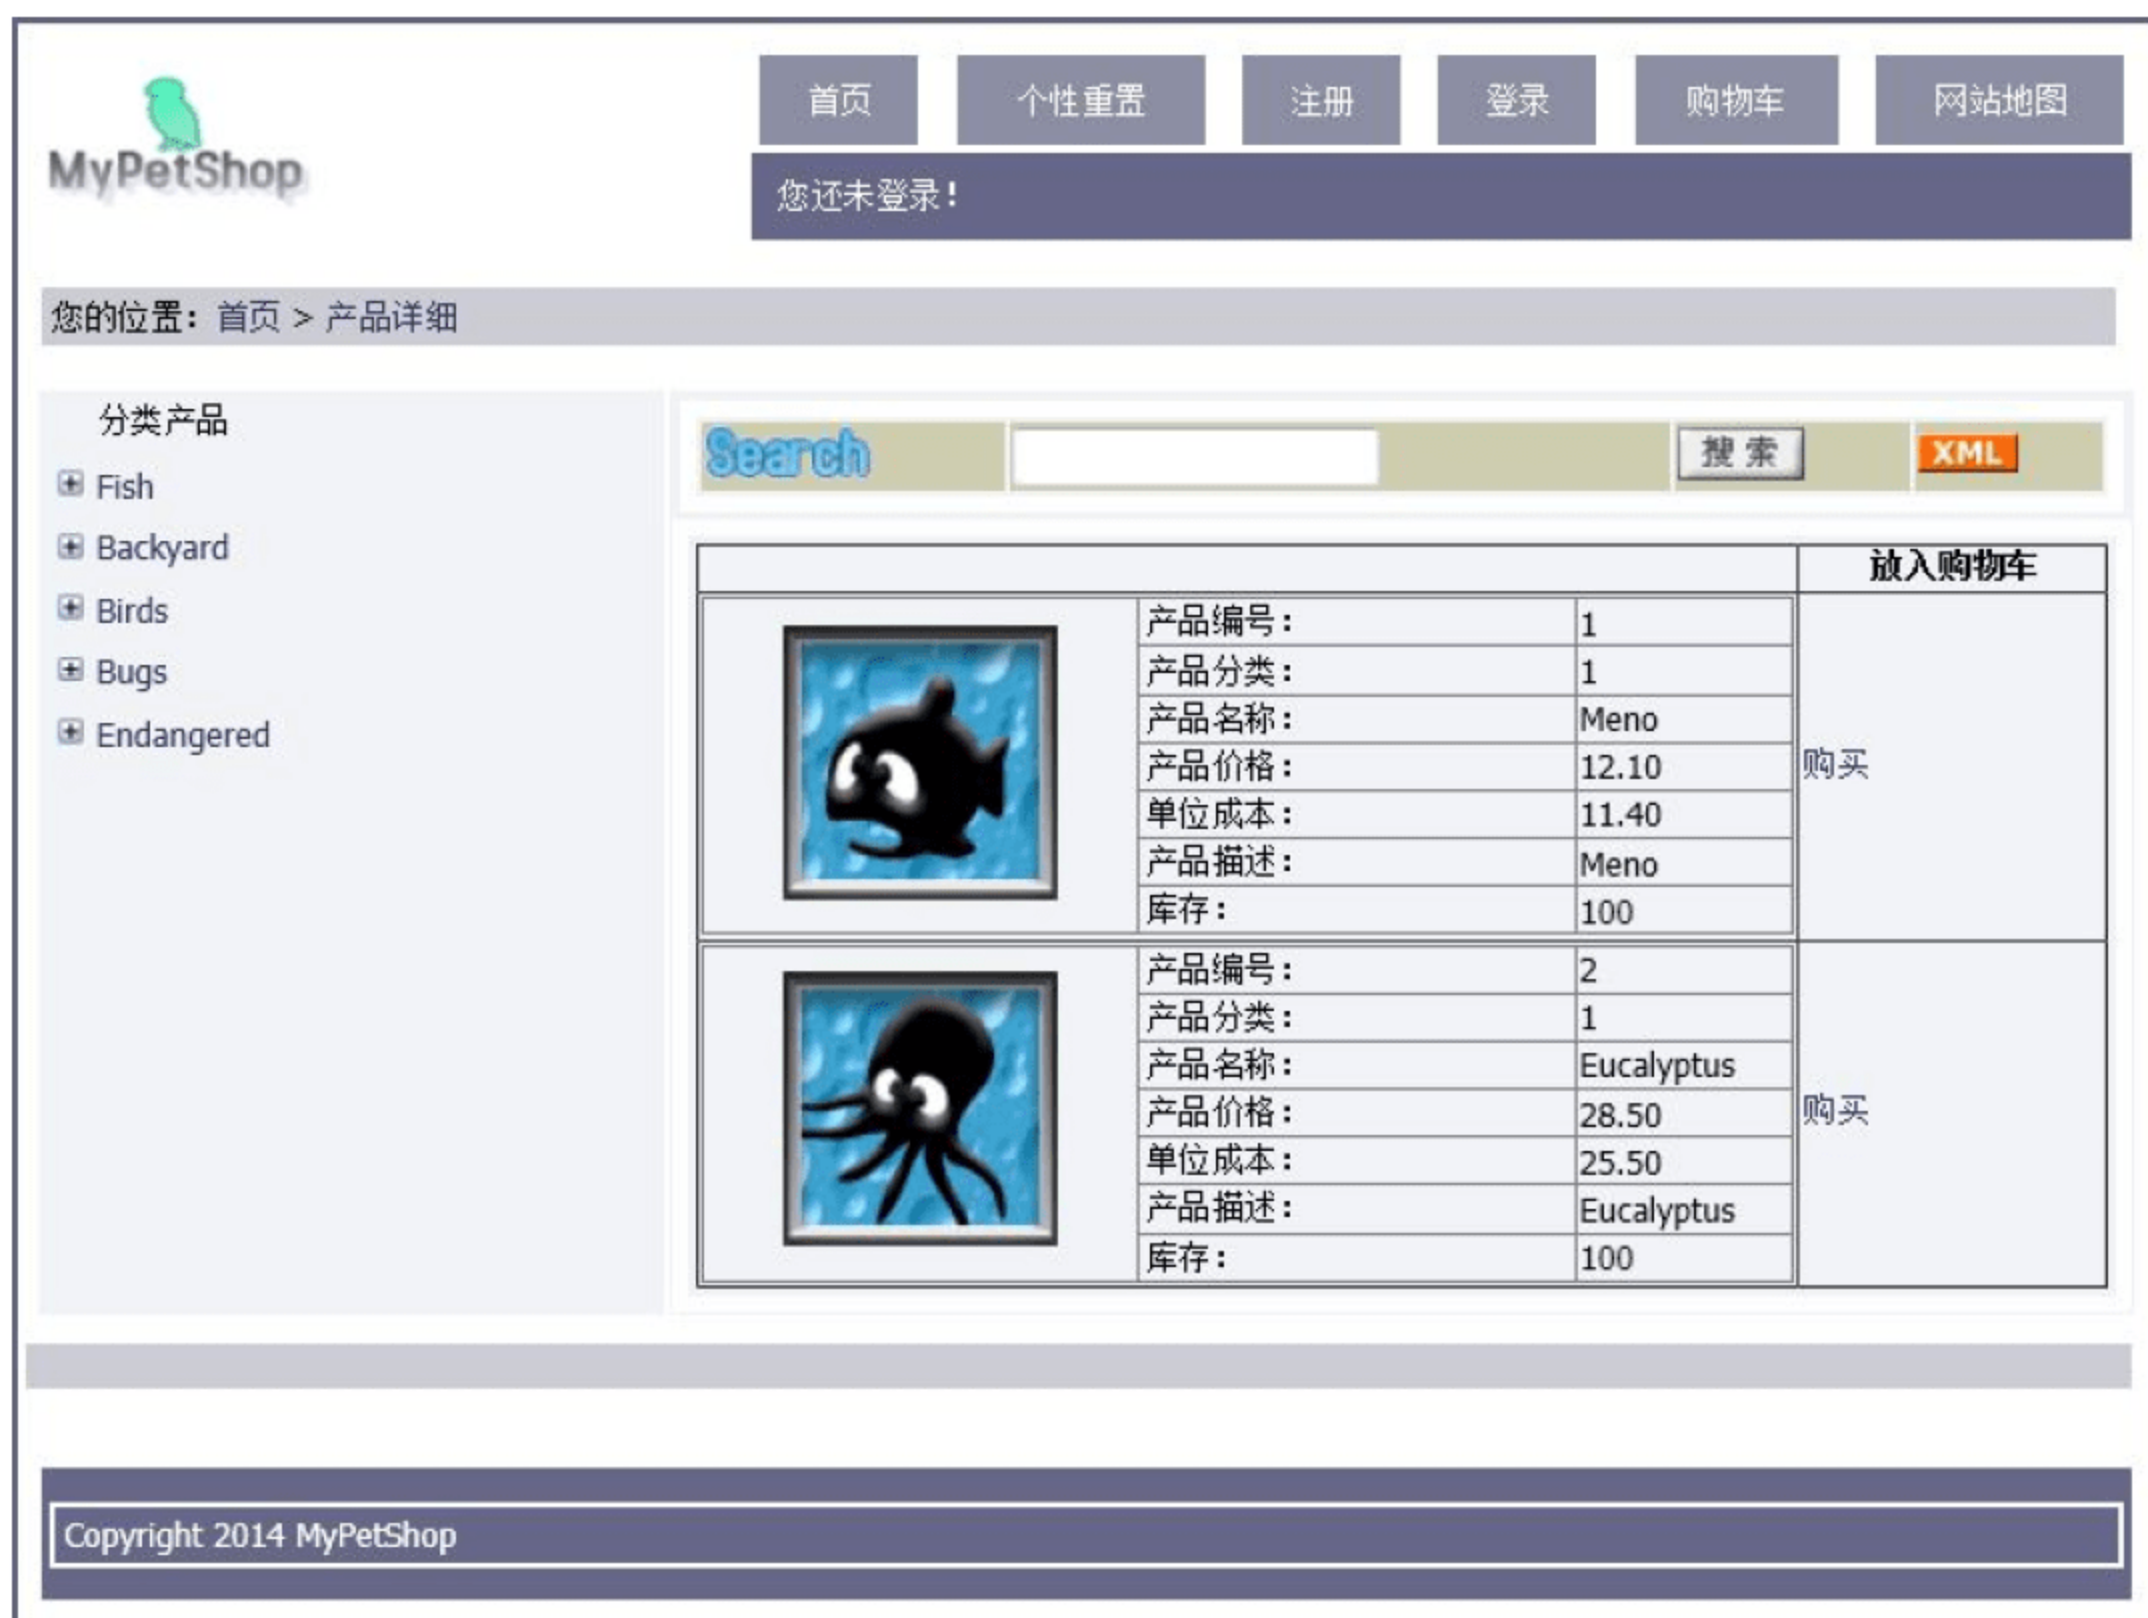 MyPetShop
首页 个性重置 注册 登录 购物车 网站地图
您还未登录！
您的位置：首页 > 产品详细
分类产品
Fish
Backyard
Birds
Bugs
Endangered
Search 搜索 XML
放入购物车
产品编号： 1
产品分类： 1
产品名称： Meno
产品价格： 12.10
单位成本： 11.40
产品描述： Meno
库存： 100
购买
产品编号： 2
产品分类： 1
产品名称： Eucalyptus
产品价格： 28.50
单位成本： 25.50
产品描述： Eucalyptus
库存： 100
购买
Copyright 2014 MyPetShop